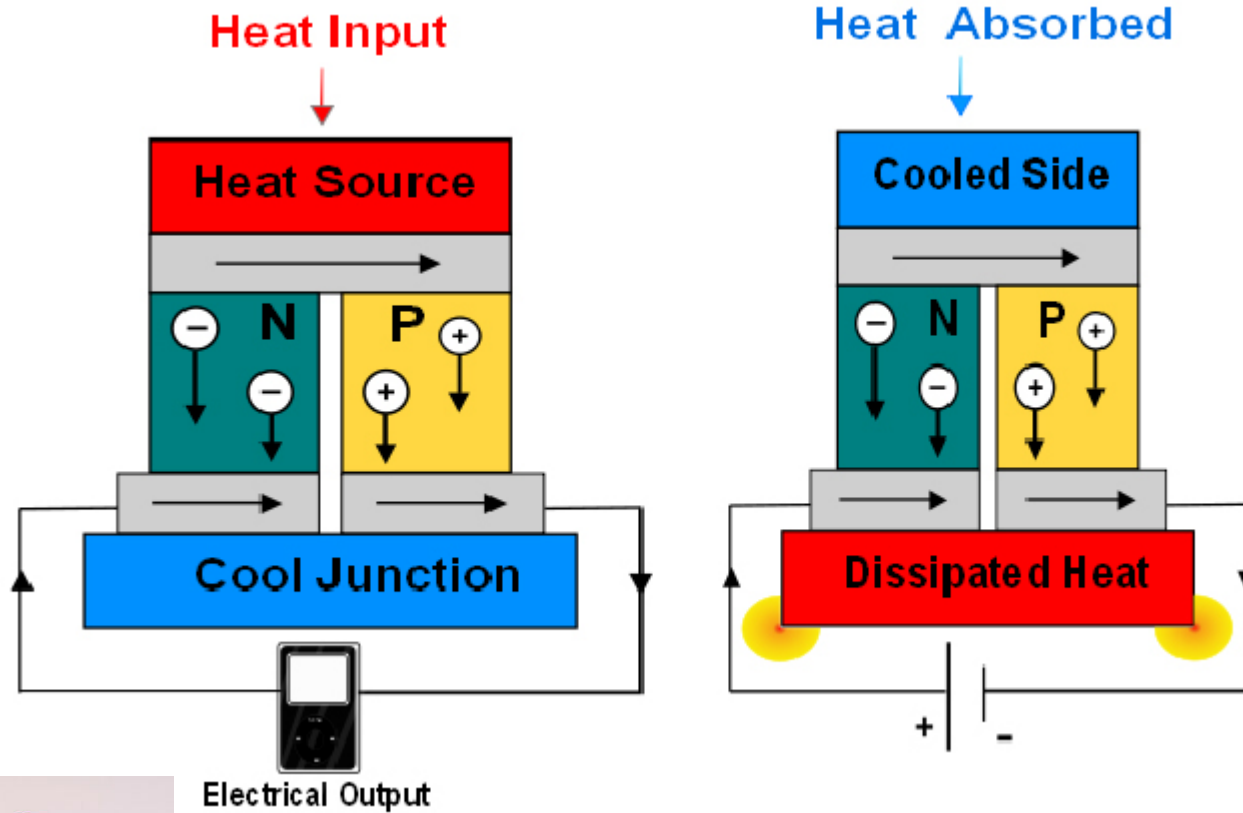 Heat Input
Heat Source
N P
− − + +
Cool Junction
Electrical Output
Heat Absorbed
Cooled Side
N P
− − + +
Dissipated Heat
+ -